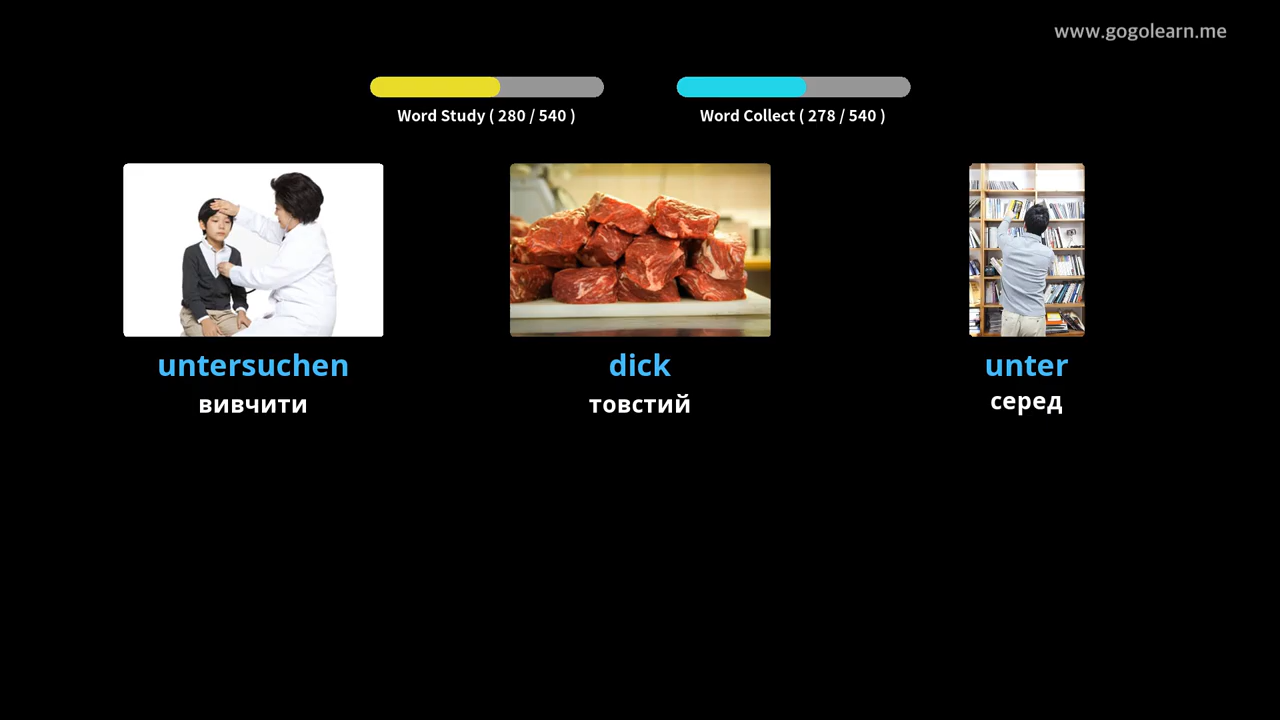 www.gogolearn.me
Word Study ( 280 / 540 )
Word Collect ( 278 / 540 )
untersuchen
вивчити
dick
товстий
unter
серед